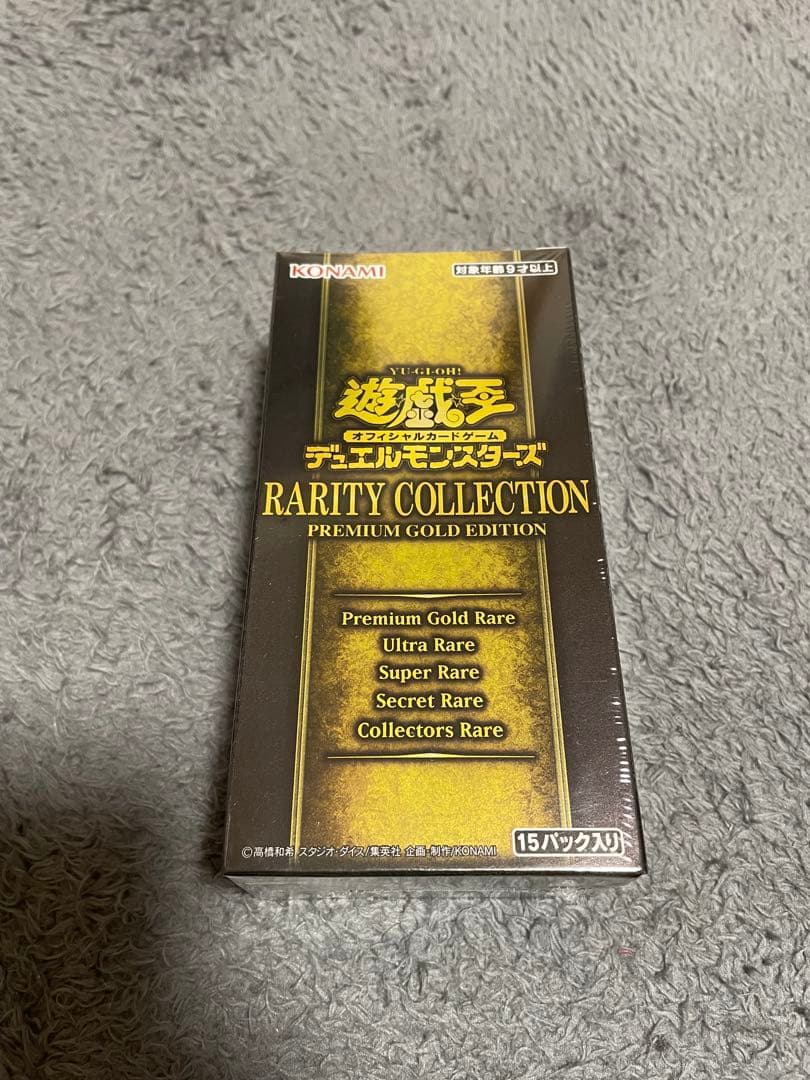 KONAMI
対象年齢9才以上
YU-GI-OH!
遊☆戯☆王
オフィシャルカードゲーム
デュエルモンスターズ
RARITY COLLECTION
PREMIUM GOLD EDITION
Premium Gold Rare
Ultra Rare
Super Rare
Secret Rare
Collectors Rare
15パック入り
©高橋和希 スタジオ・ダイス/集英社 企画・制作/KONAMI